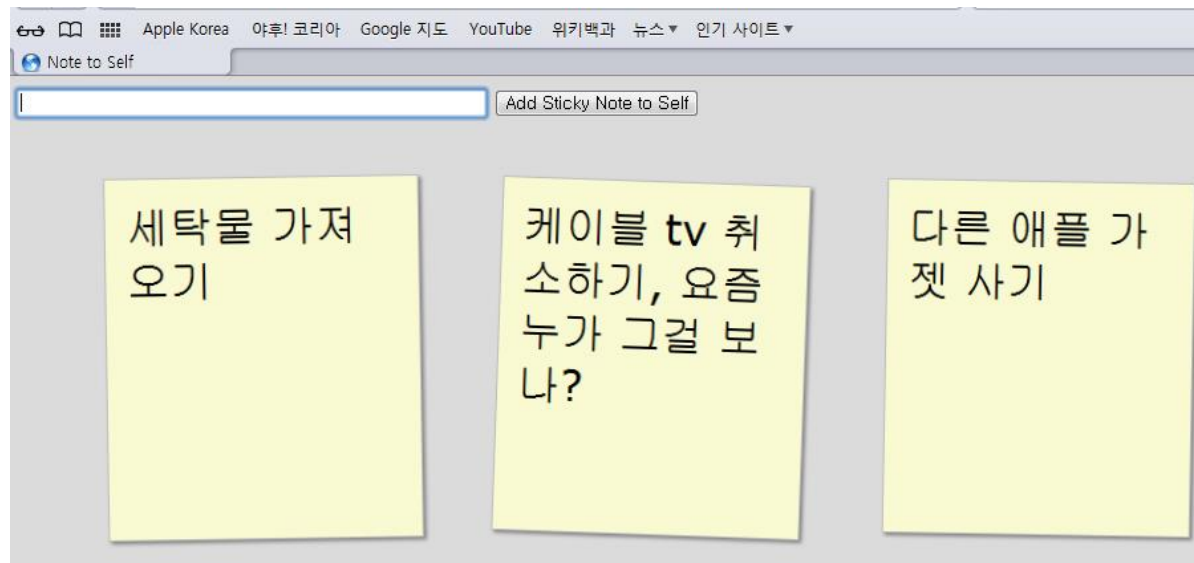 Apple Korea 야후! 코리아 Google 지도 YouTube 위키백과 뉴스▼ 인기 사이트▼
Note to Self
Add Sticky Note to Self
세탁물 가져
오기
케이블 tv 취
소하기, 요즘
누가 그걸 보
나?
다른 애플 가
젯 사기